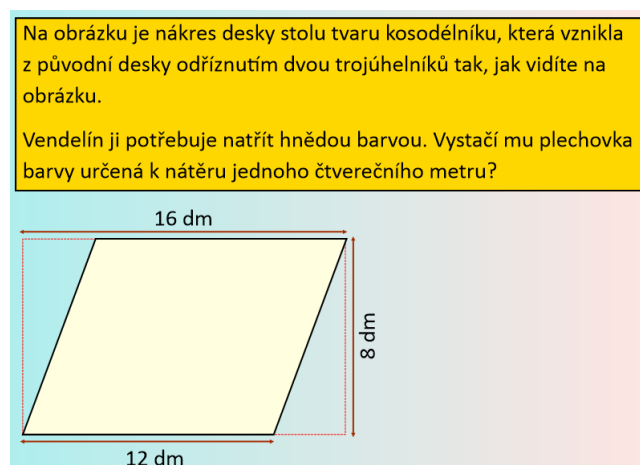 Na obrázku je nákres desky stolu tvaru kosodélníku, která vznikla
z původní desky odříznutím dvou trojúhelníků tak, jak vidíte na
obrázku.
Vendelín ji potřebuje natřít hnědou barvou. Vystačí mu plechovka
barvy určená k nátěru jednoho čtverečního metru?
16 dm
8 dm
12 dm